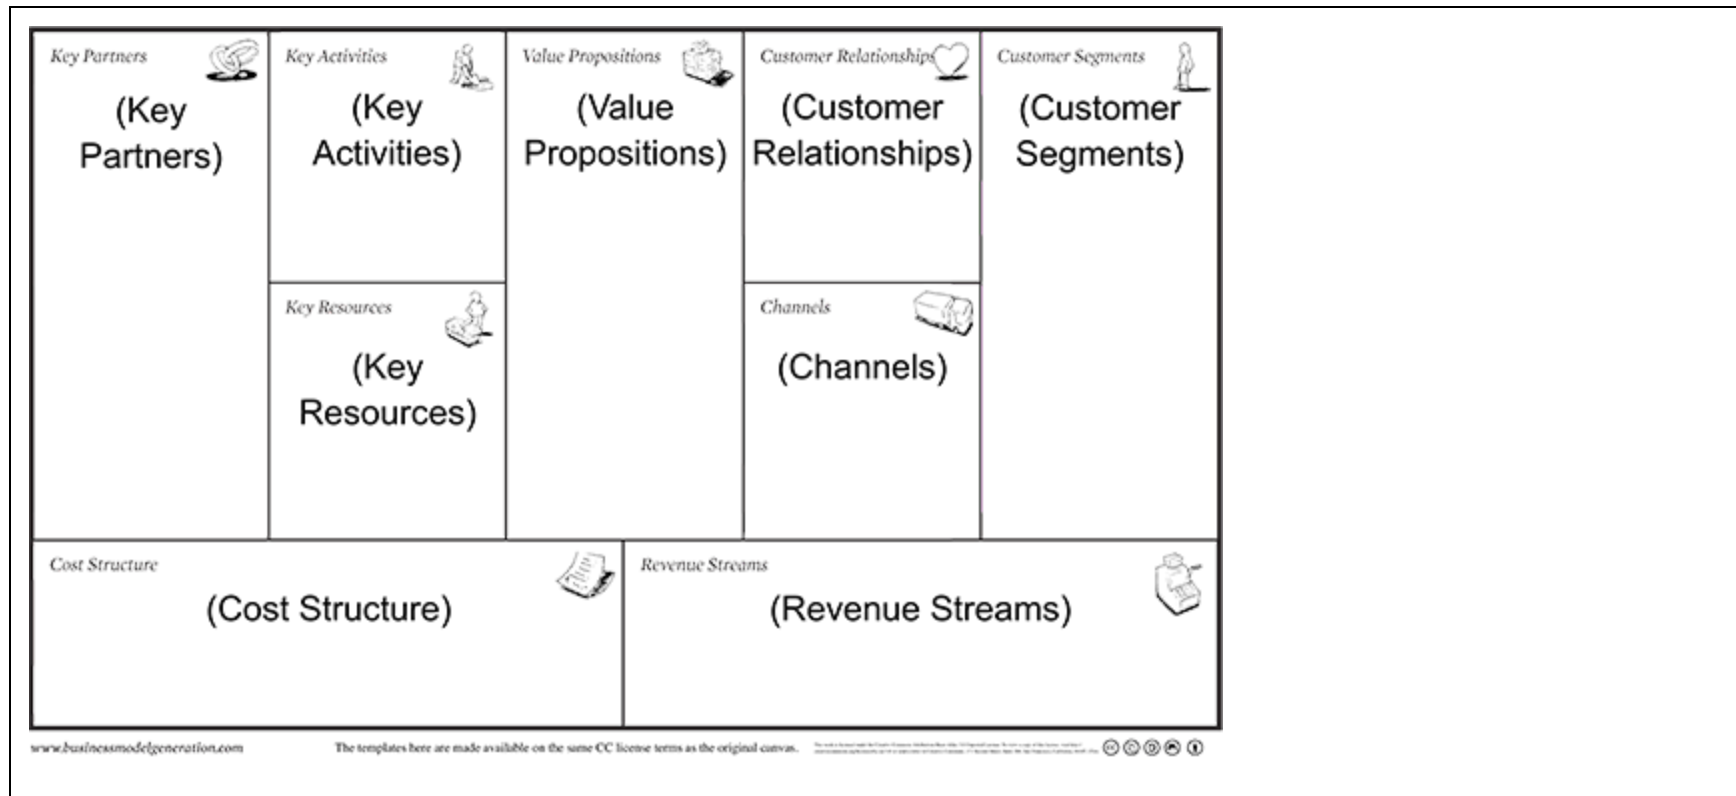 Key Partners
(Key
Partners)
Key Activities
(Key
Activities)
Key Resources
(Key
Resources)
Value Propositions
(Value
Propositions)
Customer Relationships
(Customer
Relationships)
Channels
(Channels)
Customer Segments
(Customer
Segments)
Cost Structure
(Cost Structure)
Revenue Streams
(Revenue Streams)
www.businessmodelgeneration.com
The templates here are made available on the same CC license terms as the original canvas.